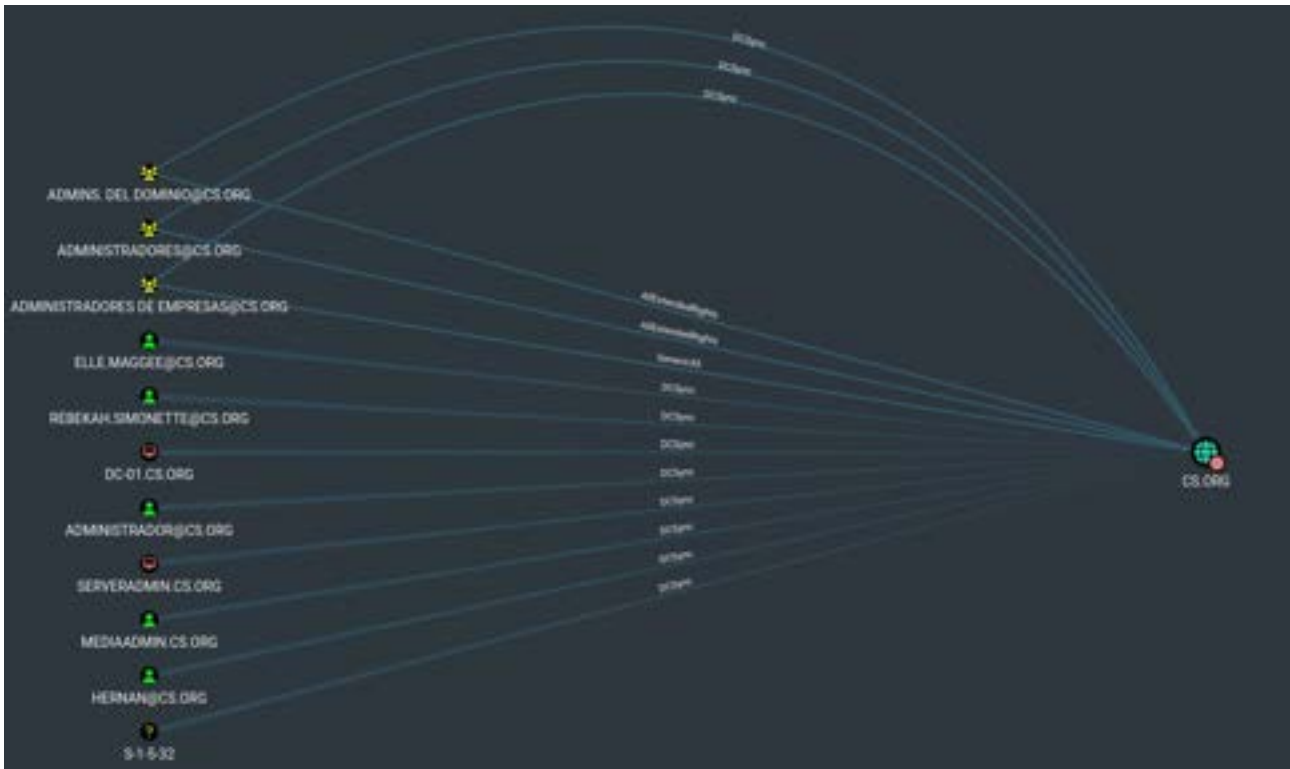 DCSync
DCSync
DCSync
ADMINS. DEL DOMINIO@CS.ORG
ADMINISTRADORES@CS.ORG
ADMINISTRADORES DE EMPRESAS@CS.ORG
AllExtendedRights
AllExtendedRights
GenericAll
ELLE.MAGGEE@CS.ORG
DCSync
REBEKAH.SIMONETTE@CS.ORG
DCSync
DCSync
DC-01.CS.ORG
CS.ORG
DCSync
ADMINISTRADOR@CS.ORG
DCSync
DCSync
SERVERADMIN.CS.ORG
DCSync
DCSync
MEDIAADMIN.CS.ORG
HERNAN@CS.ORG
S-1-5-32